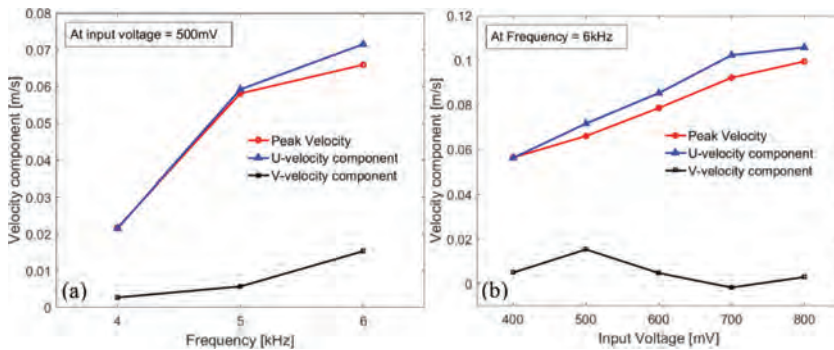 At input voltage = 500mV
Velocity component [m/s]
0.08
0.07
0.06
0.05
0.04
0.03
0.02
0.01
0
Peak Velocity
U-velocity component
V-velocity component
(a)
4
5
6
Frequency [kHz]
At Frequency = 6kHz
Velocity component [m/s]
0.12
0.1
0.08
0.06
0.04
0.02
0
Peak Velocity
U-velocity component
V-velocity component
(b)
400
500
600
700
800
Input Voltage [mV]